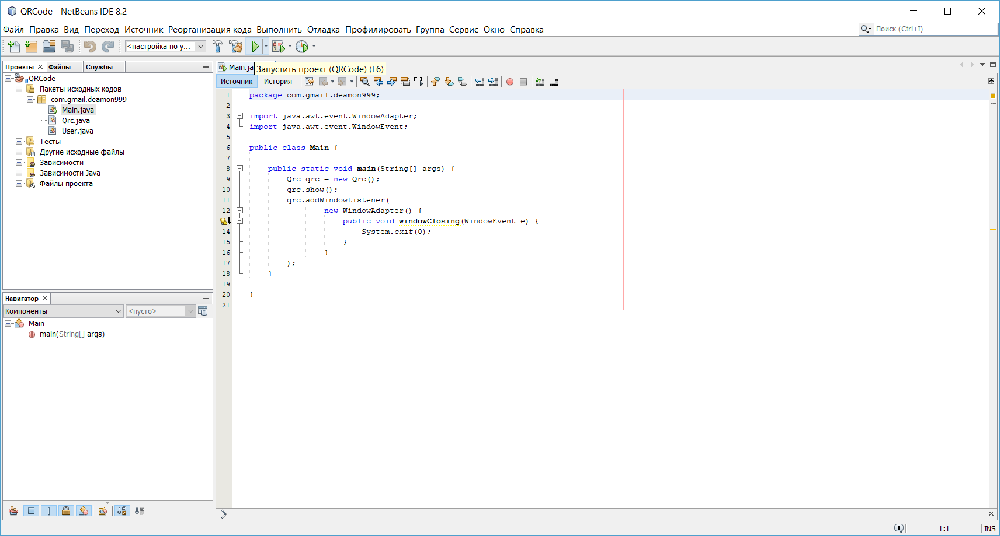 QRCode - NetBeans IDE 8.2
Файл Правка Вид Переход Источник Реорганизация кода Выполнить Отладка Профилировать Группа Сервис Окно Справка
Поиск (Ctrl+I)
<настройка по у...
Проекты Файлы Службы
QRCode
Пакеты исходных кодов
com.gmail.deamon999
Main.java
Qrc.java
User.java
Тесты
Другие исходные файлы
Зависимости
Зависимости Java
Файлы проекта
Навигатор
Компоненты <пусто>
Main
main(String[] args)
Main.ja
Запустить проект (QRCode) (F6)
Источник История
1 package com.gmail.deamon999;
2
3 import java.awt.event.WindowAdapter;
4 import java.awt.event.WindowEvent;
5
6 public class Main {
7
8 public static void main(String[] args) {
9 Qrc qrc = new Qrc();
10 qrc.show();
11 qrc.addWindowListener(
12 new WindowAdapter() {
public void windowClosing(WindowEvent e) {
14 System.exit(0);
15 }
16 }
17 );
18 }
19
20 }
21
1:1 INS